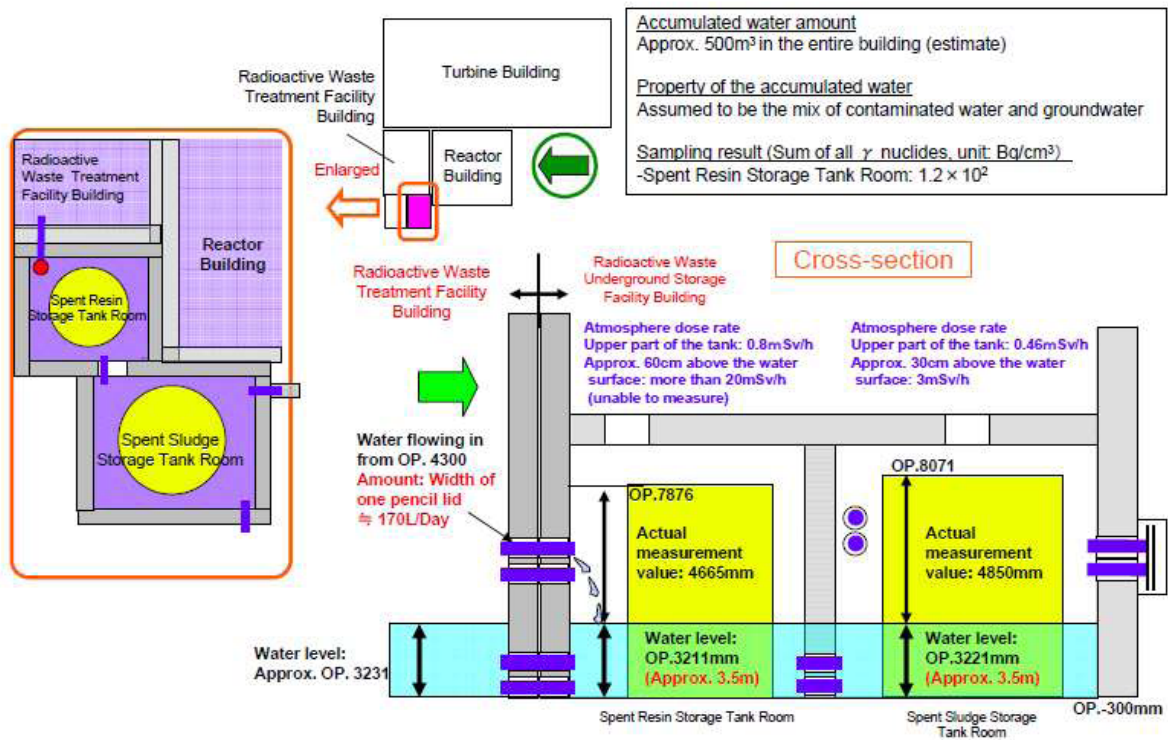 Accumulated water amount
Approx. 500m³ in the entire building (estimate)
Property of the accumulated water
Assumed to be the mix of contaminated water and groundwater
Sampling result (Sum of all γ nuclides, unit: Bq/cm³)
-Spent Resin Storage Tank Room: 1.2 × 10²
Turbine Building
Radioactive Waste
Treatment Facility
Building
Reactor
Building
Enlarged
Radioactive
Waste Treatment
Facility Building
Reactor
Building
Spent Resin
Storage Tank Room
Spent Sludge
Storage Tank Room
Cross-section
Radioactive Waste
Treatment Facility
Building
Radioactive Waste
Underground Storage
Facility Building
Atmosphere dose rate
Upper part of the tank: 0.8mSv/h
Approx. 60cm above the water
surface: more than 20mSv/h
(unable to measure)
Atmosphere dose rate
Upper part of the tank: 0.46mSv/h
Approx. 30cm above the water
surface: 3mSv/h
Water flowing in
from OP. 4300
Amount: Width of
one pencil lid
≒ 170L/Day
OP.7876
Actual
measurement
value: 4665mm
OP.8071
Actual
measurement
value: 4850mm
Water level:
Approx. OP. 3231
Water level:
OP.3211mm
(Approx. 3.5m)
Water level:
OP.3221mm
(Approx. 3.5m)
OP.-300mm
Spent Resin Storage Tank Room
Spent Sludge Storage
Tank Room